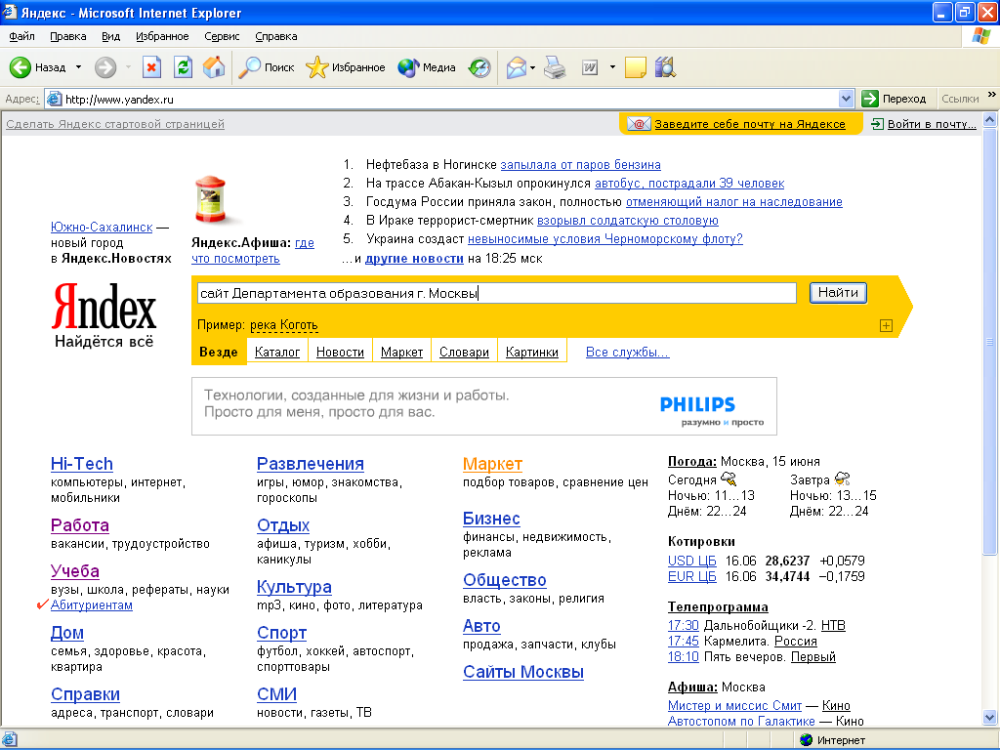 Яндекс - Microsoft Internet Explorer
Файл Правка Вид Избранное Сервис Справка
Назад Поиск Избранное Медиа
Адрес: http://www.yandex.ru Переход Ссылки »
Сделать Яндекс стартовой страницей Заведите себе почту на Яндексе Войти в почту...
1. Нефтебаза в Ногинске запылала от паров бензина
2. На трассе Абакан-Кызыл опрокинулся автобус, пострадали 39 человек
3. Госдума России приняла закон, полностью отменяющий налог на наследование
4. В Ираке террорист-смертник взорвыл солдатскую столовую
5. Украина создаст невыносимые условия Черноморскому флоту?
...и другие новости на 18:25 мск
Южно-Сахалинск —
новый город
в Яндекс.Новостях
Яндекс.Афиша: где
что посмотреть
Яndex
Найдётся всё
сайт Департамента образования г. Москвы
Найти
Пример: река Коготь
Везде Каталог Новости Маркет Словари Картинки Все службы...
Технологии, созданные для жизни и работы.
Просто для меня, просто для вас.
PHILIPS
разумно и просто
Hi-Tech
компьютеры, интернет,
мобильники
Работа
вакансии, трудоустройство
Учеба
вузы, школа, рефераты, науки
Абитуриентам
Дом
семья, здоровье, красота,
квартира
Справки
адреса, транспорт, словари
Развлечения
игры, юмор, знакомства,
гороскопы
Отдых
афиша, туризм, хобби,
каникулы
Культура
mp3, кино, фото, литература
Спорт
футбол, хоккей, автоспорт,
спорттовары
СМИ
новости, газеты, ТВ
Маркет
подбор товаров, сравнение цен
Бизнес
финансы, недвижимость,
реклама
Общество
власть, законы, религия
Авто
продажа, запчасти, клубы
Сайты Москвы
Погода: Москва, 15 июня
Сегодня Завтра
Ночью: 11...13 Ночью: 13...15
Днём: 22...24 Днём: 22...24
Котировки
USD ЦБ 16.06 28,6237 +0,0579
EUR ЦБ 16.06 34,4744 −0,1759
Телепрограмма
17:30 Дальнобойщики -2. НТВ
17:45 Кармелита. Россия
18:10 Пять вечеров. Первый
Афиша: Москва
Мистер и миссис Смит — Кино
Автостопом по Галактике — Кино
Интернет